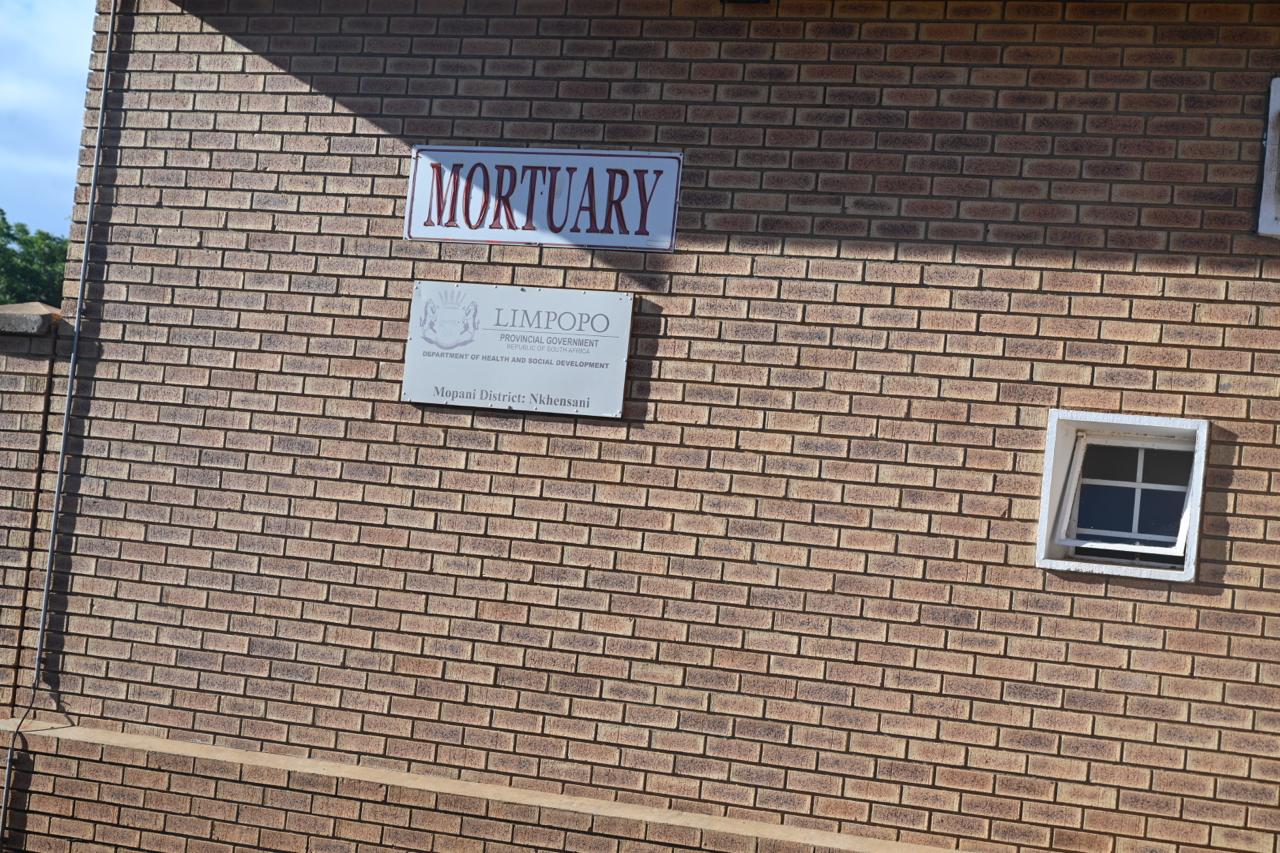 MORTUARY
LIMPOPO
PROVINCIAL GOVERNMENT
REPUBLIC OF SOUTH AFRICA
DEPARTMENT OF HEALTH AND SOCIAL DEVELOPMENT
Mopani District: Nkhensani